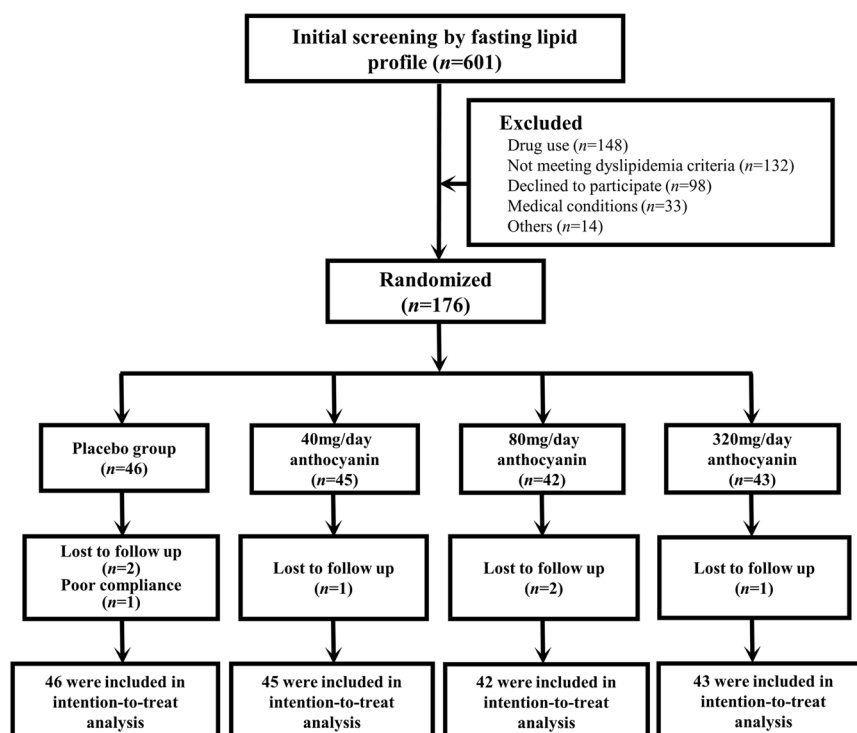 Initial screening by fasting lipid
profile (n=601)
Excluded
Drug use (n=148)
Not meeting dyslipidemia criteria (n=132)
Declined to participate (n=98)
Medical conditions (n=33)
Others (n=14)
Randomized
(n=176)
Placebo group
(n=46)
40mg/day
anthocyanin
(n=45)
80mg/day
anthocyanin
(n=42)
320mg/day
anthocyanin
(n=43)
Lost to follow up
(n=2)
Poor compliance
(n=1)
Lost to follow up
(n=1)
Lost to follow up
(n=2)
Lost to follow up
(n=1)
46 were included in
intention-to-treat
analysis
45 were included in
intention-to-treat
analysis
42 were included in
intention-to-treat
analysis
43 were included in
intention-to-treat
analysis